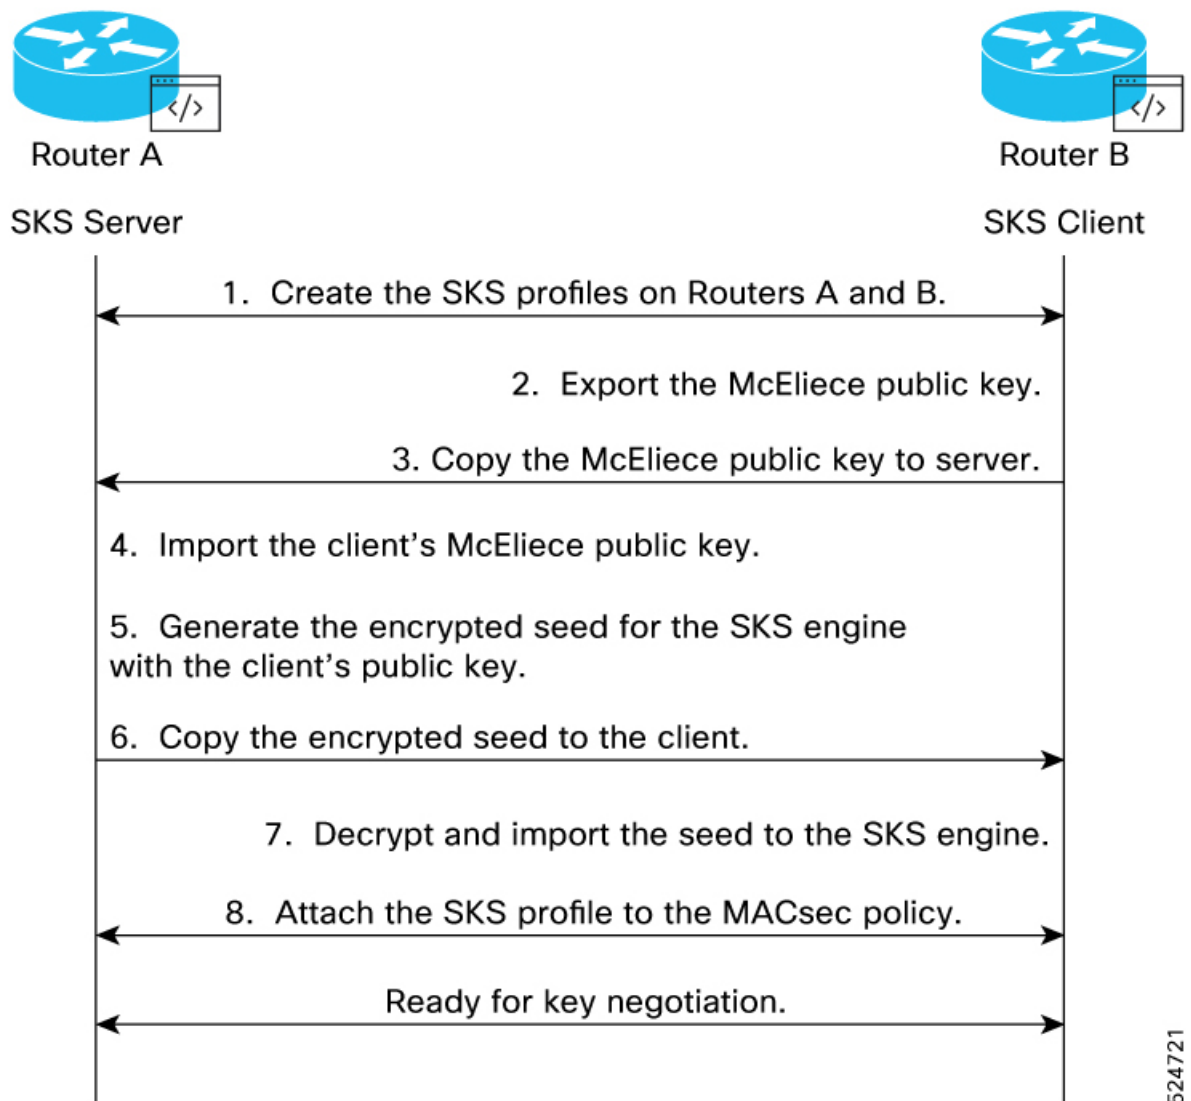 </>
</>
Router A
Router B
SKS Server
SKS Client
1. Create the SKS profiles on Routers A and B.
2. Export the McEliece public key.
3. Copy the McEliece public key to server.
4. Import the client's McEliece public key.
5. Generate the encrypted seed for the SKS engine
with the client's public key.
6. Copy the encrypted seed to the client.
7. Decrypt and import the seed to the SKS engine.
8. Attach the SKS profile to the MACsec policy.
Ready for key negotiation.
524721